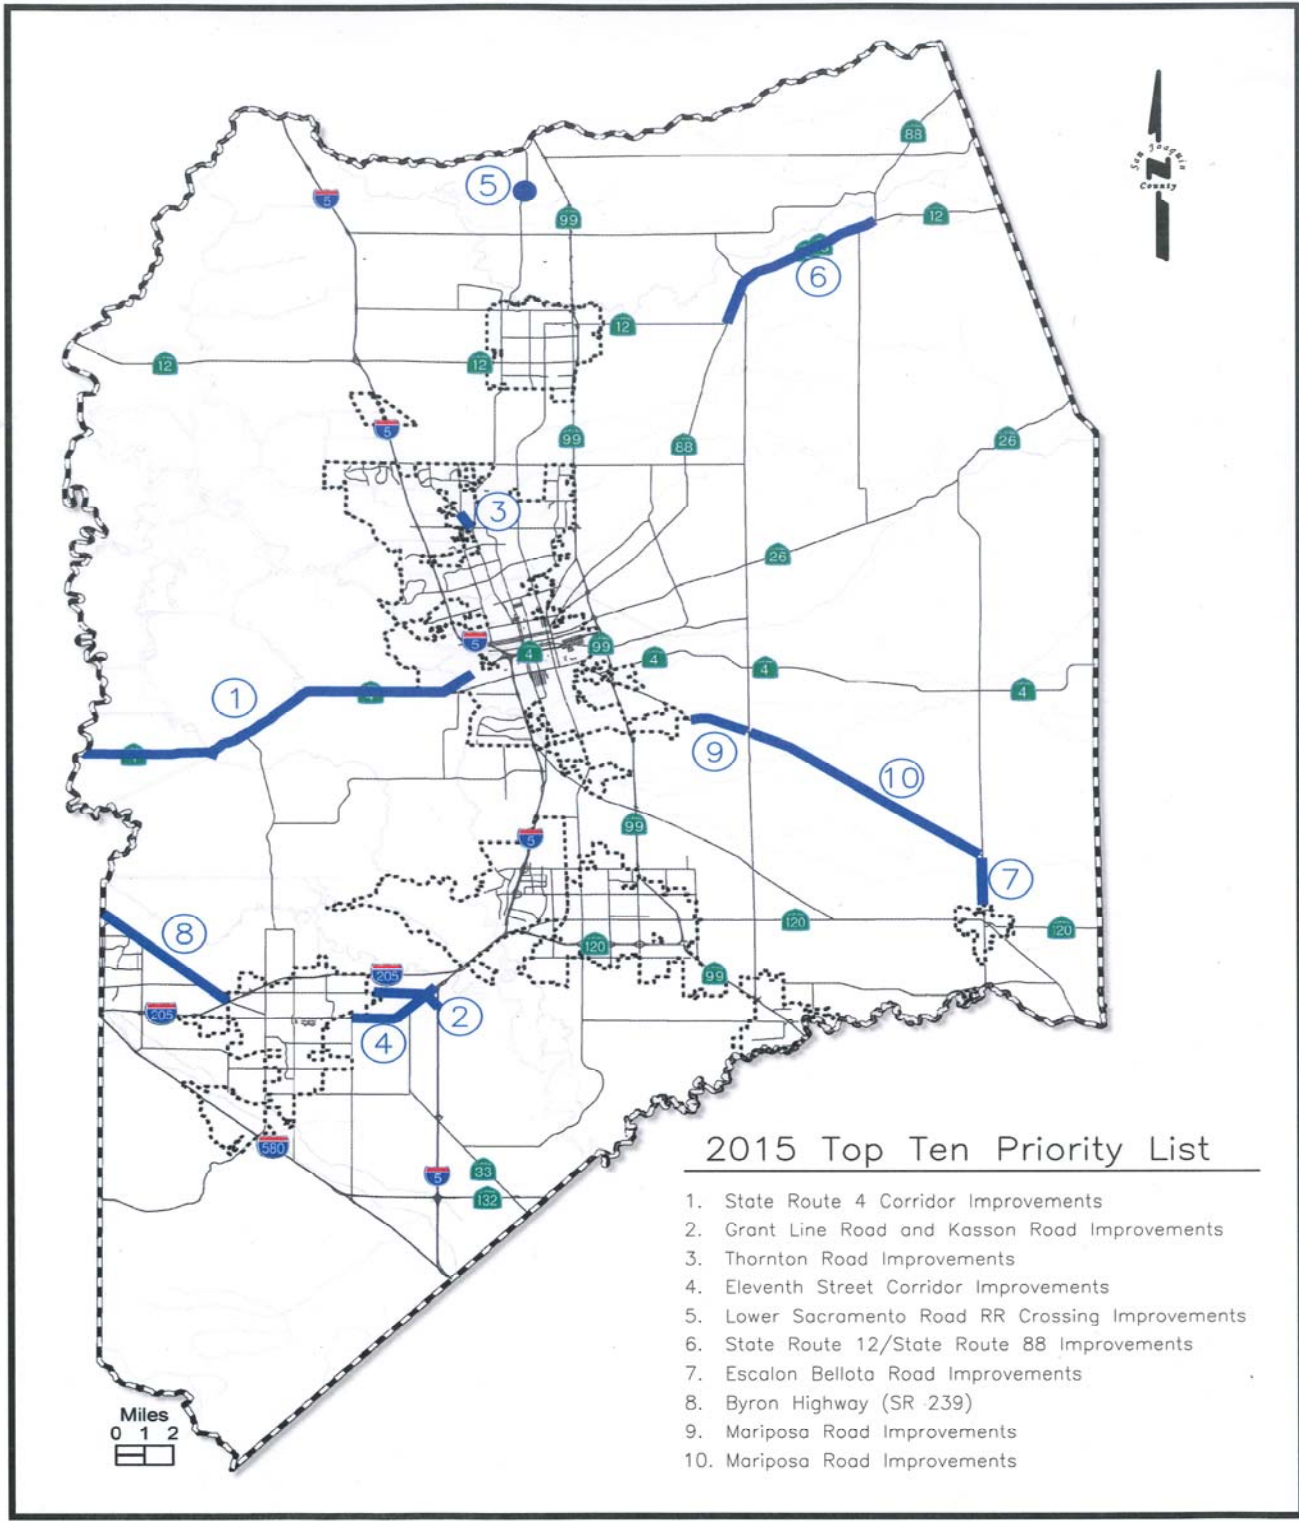 88
5
5
99
12
6
12
12
12
5
99
88
26
3
26
5
4
99
4
4
4
1
4
9
10
5
99
7
120
120
120
8
205
99
205
2
4
580
5
33
132
San Joaquin
N
County
2015 Top Ten Priority List
1. State Route 4 Corridor Improvements
2. Grant Line Road and Kasson Road Improvements
3. Thornton Road Improvements
4. Eleventh Street Corridor Improvements
5. Lower Sacramento Road RR Crossing Improvements
6. State Route 12/State Route 88 Improvements
7. Escalon Bellota Road Improvements
8. Byron Highway (SR 239)
9. Mariposa Road Improvements
10. Mariposa Road Improvements
Miles
0 1 2